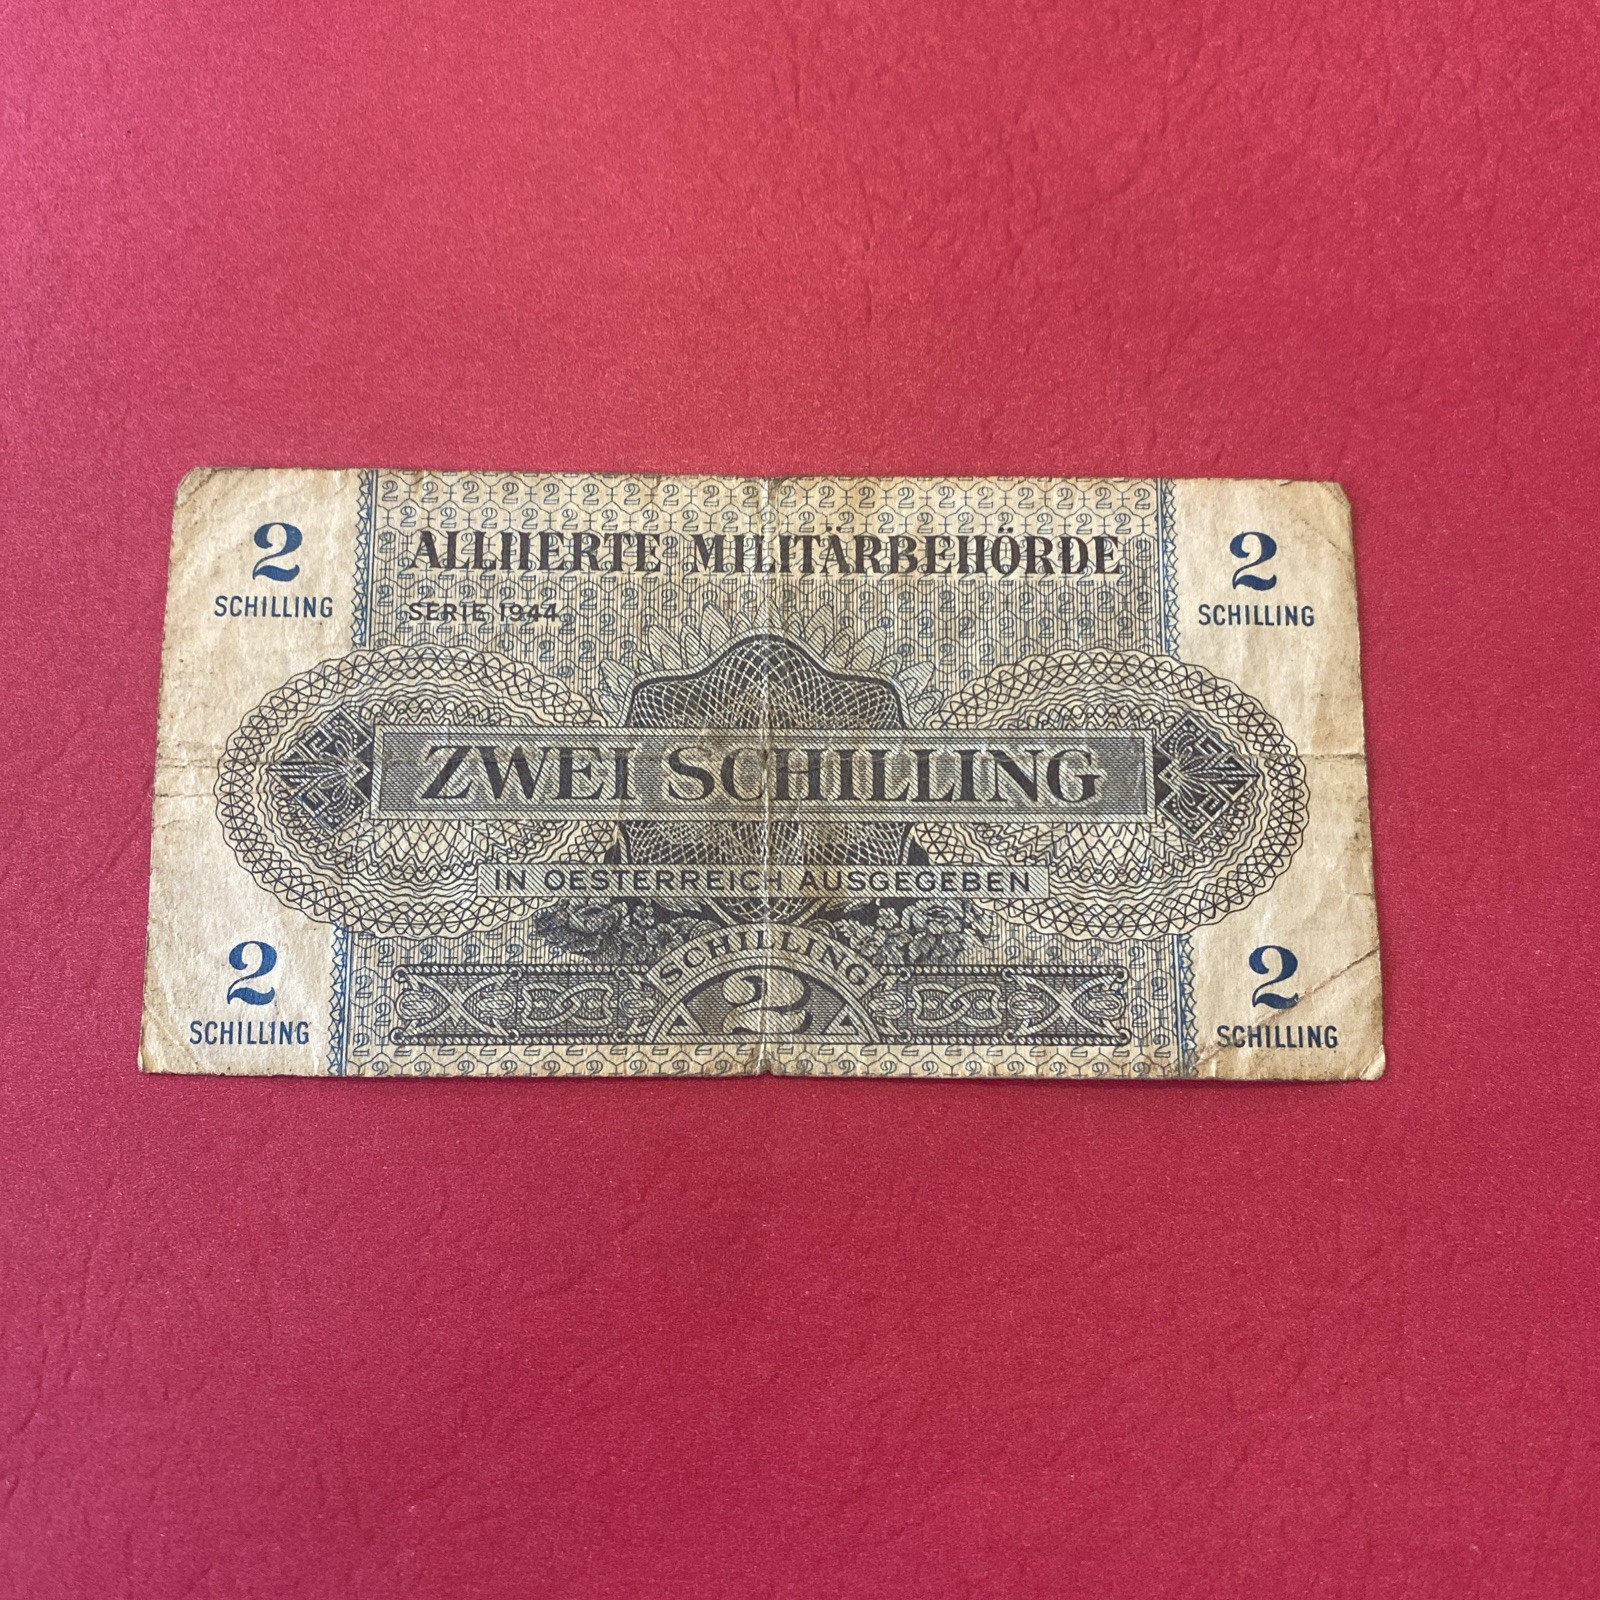 2 2
SCHILLING SCHILLING
ALLIIERTE MILITÄRBEHÖRDE
SERIE 1944
ZWEI SCHILLING
IN OESTERREICH AUSGEGEBEN
2 2
SCHILLING SCHILLING
SCHILLING
2